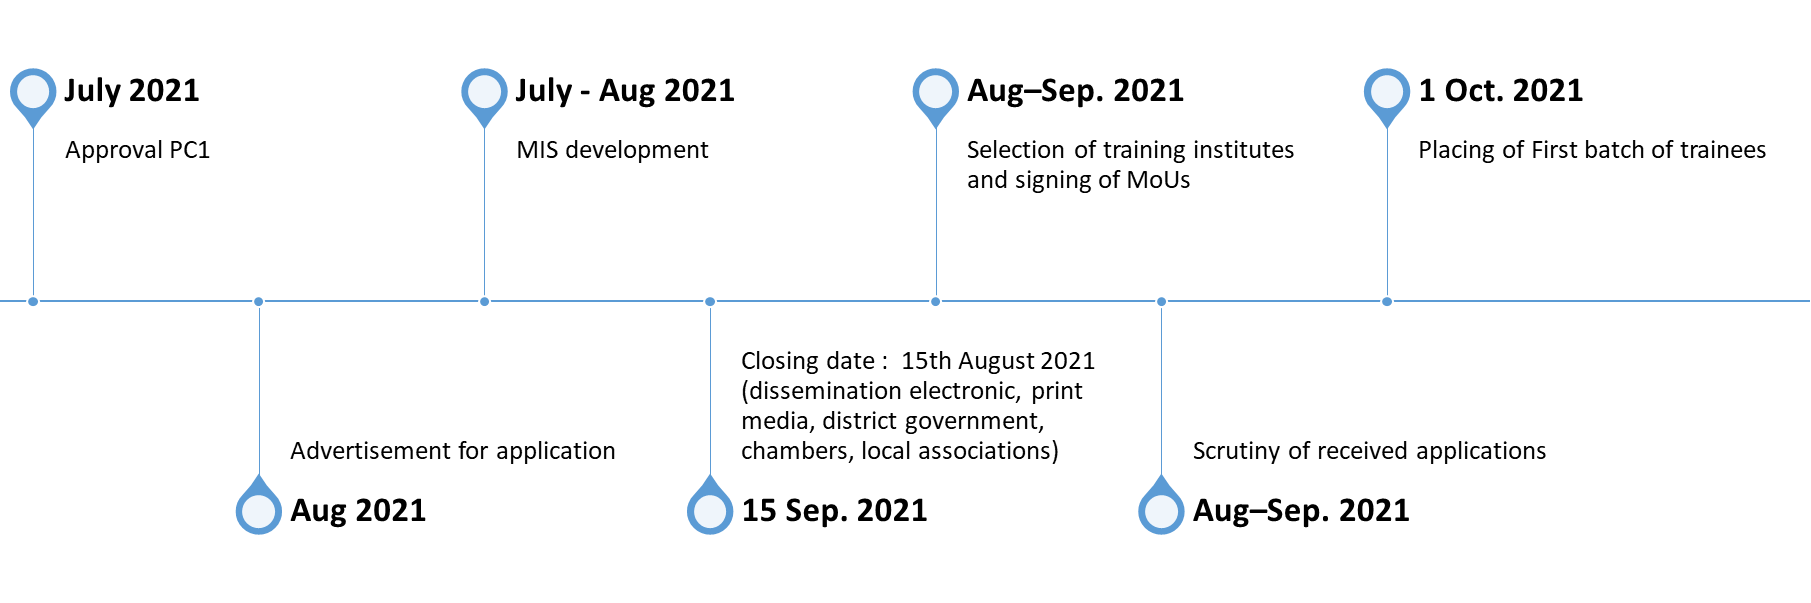 July 2021
Approval PC1
Advertisement for application
Aug 2021
July - Aug 2021
MIS development
Closing date :  15th August 2021
(dissemination electronic, print
media, district government,
chambers, local associations)
15 Sep. 2021
Aug–Sep. 2021
Selection of training institutes
and signing of MoUs
Scrutiny of received applications
Aug–Sep. 2021
1 Oct. 2021
Placing of First batch of trainees